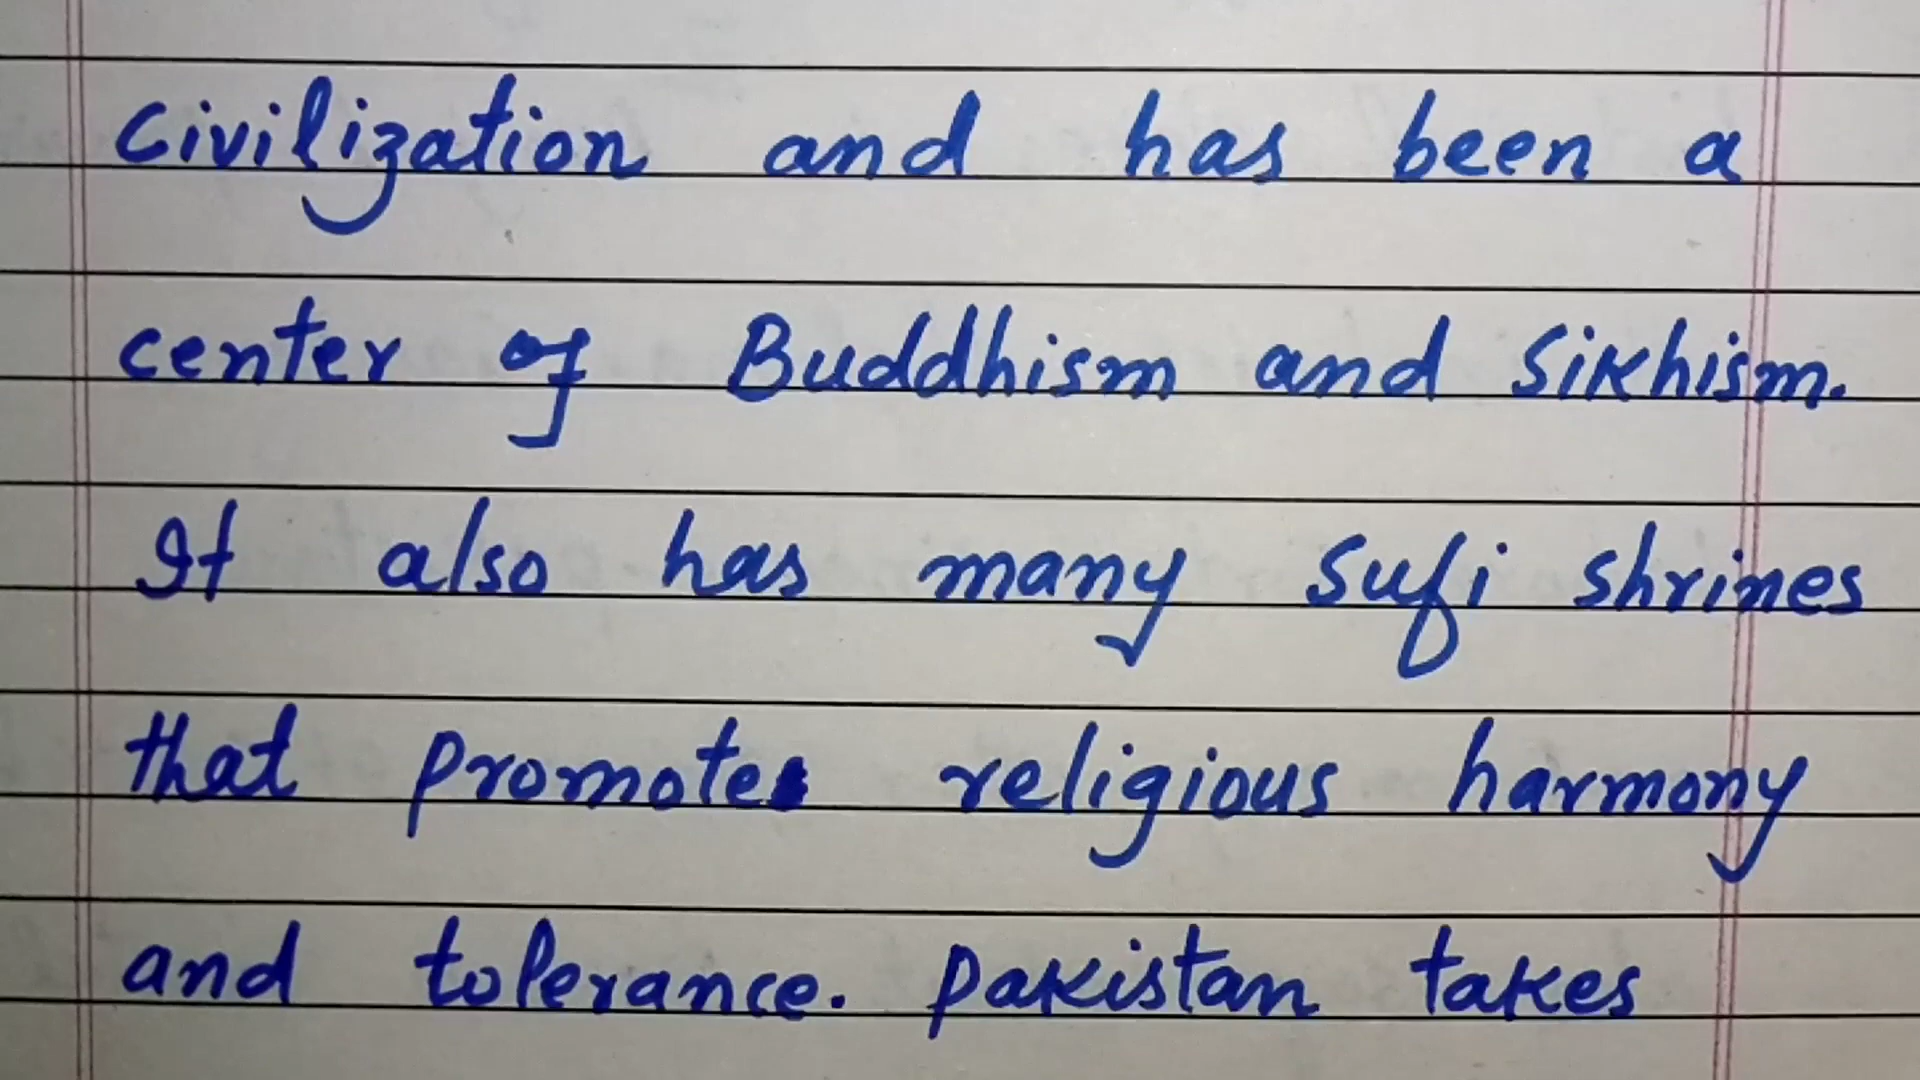 civilization and has been a
center of Buddhism and Sikhism.
It also has many sufi shrines
that promotes religious harmony
and tolerance. Pakistan takes